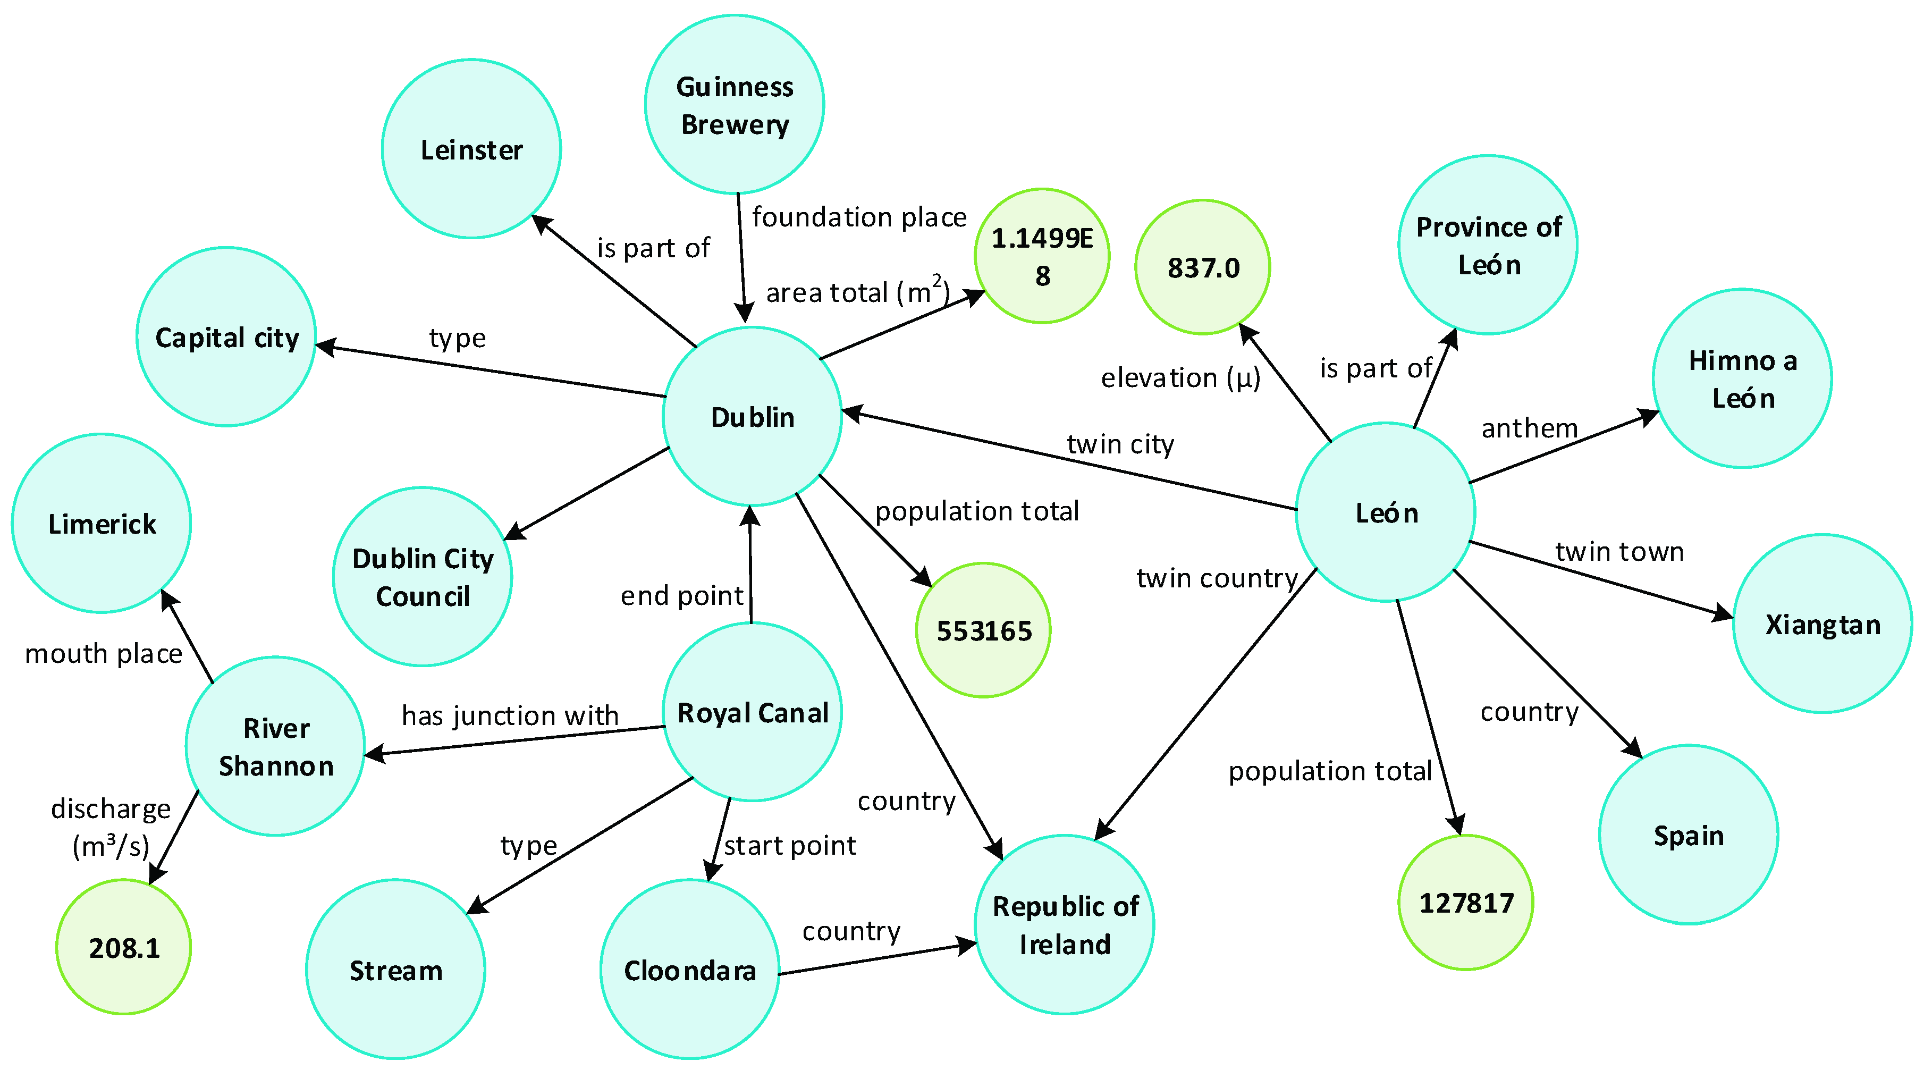 Guinness
Brewery
Leinster
foundation place
is part of
1.1499E
8
837.0
Province of
León
area total (m²)
Capital city
type
elevation (µ)
is part of
Himno a
León
Dublin
twin city
anthem
León
Limerick
population total
Dublin City
Council
end point
553165
twin country
twin town
Xiangtan
mouth place
River
Shannon
has junction with
Royal Canal
country
population total
discharge
(m³/s)
type
start point
country
Spain
208.1
Stream
Cloondara
country
Republic of
Ireland
127817